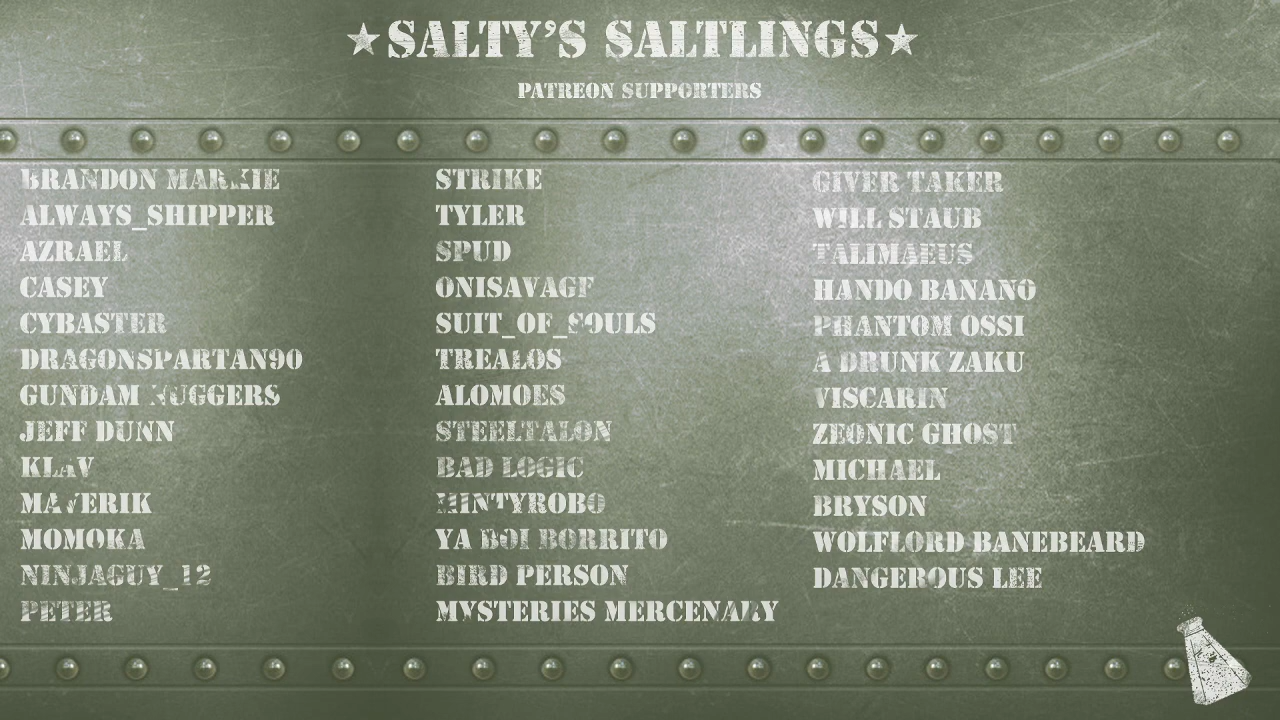 ★SALTY'S SALTLINGS★
PATREON SUPPORTERS
BRANDON MARKIE
ALWAYS_SHIPPER
AZRAEL
CASEY
CYBASTER
DRAGONSPARTAN90
GUNDAM NUGGERS
JEFF DUNN
KLAV
MAVERIK
MOMOKA
NINJAGUY_12
PETER
STRIKE
TYLER
SPUD
ONISAVAGE
SUIT_OF_SOULS
TREALOS
ALOMOES
STEELTALON
BAD LOGIC
MINTYROBO
YA BOI BORRITO
BIRD PERSON
MYSTERIES MERCENARY
GIVER TAKER
WILL STAUB
TALIMAEUS
HANDO BANANO
PHANTOM OSSI
A DRUNK ZAKU
VISCARIN
ZEONIC GHOST
MICHAEL
BRYSON
WOLFLORD BANEBEARD
DANGEROUS LEE